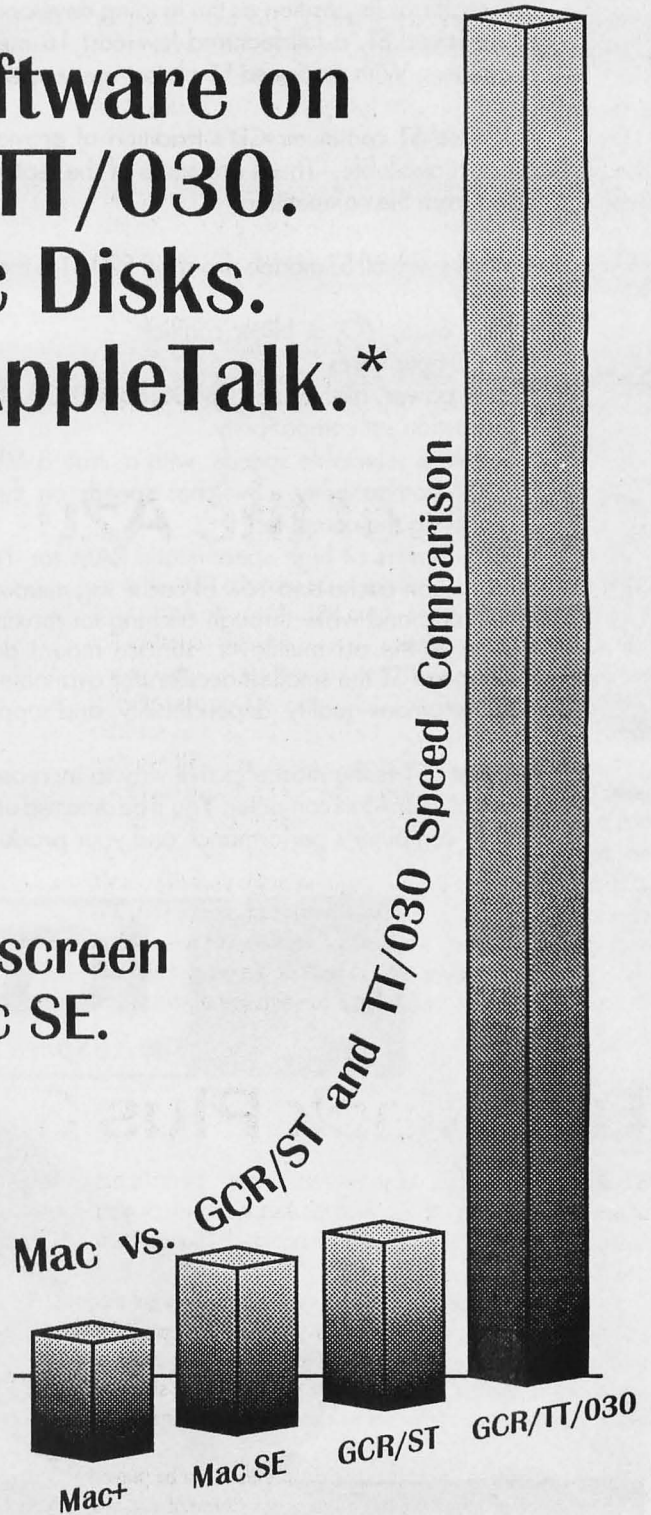 ftware on
TT/030.
Disks.
AppleTalk.*
screen
SE.
Mac vs. GCR/ST and TT/030 Speed Comparison
Mac+
Mac SE
GCR/ST
GCR/TT/030